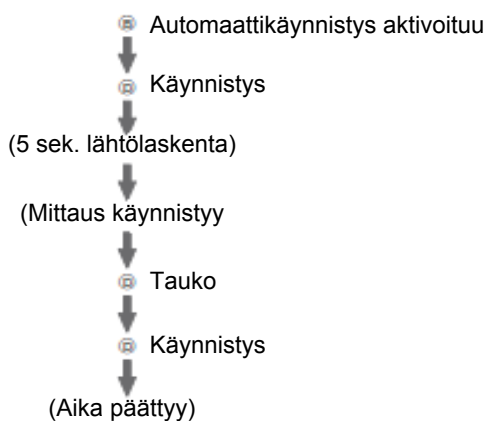 Automaattikäynnistys aktivoituu
Käynnistys
(5 sek. lähtölaskenta)
(Mittaus käynnistyy
Tauko
Käynnistys
(Aika päättyy)